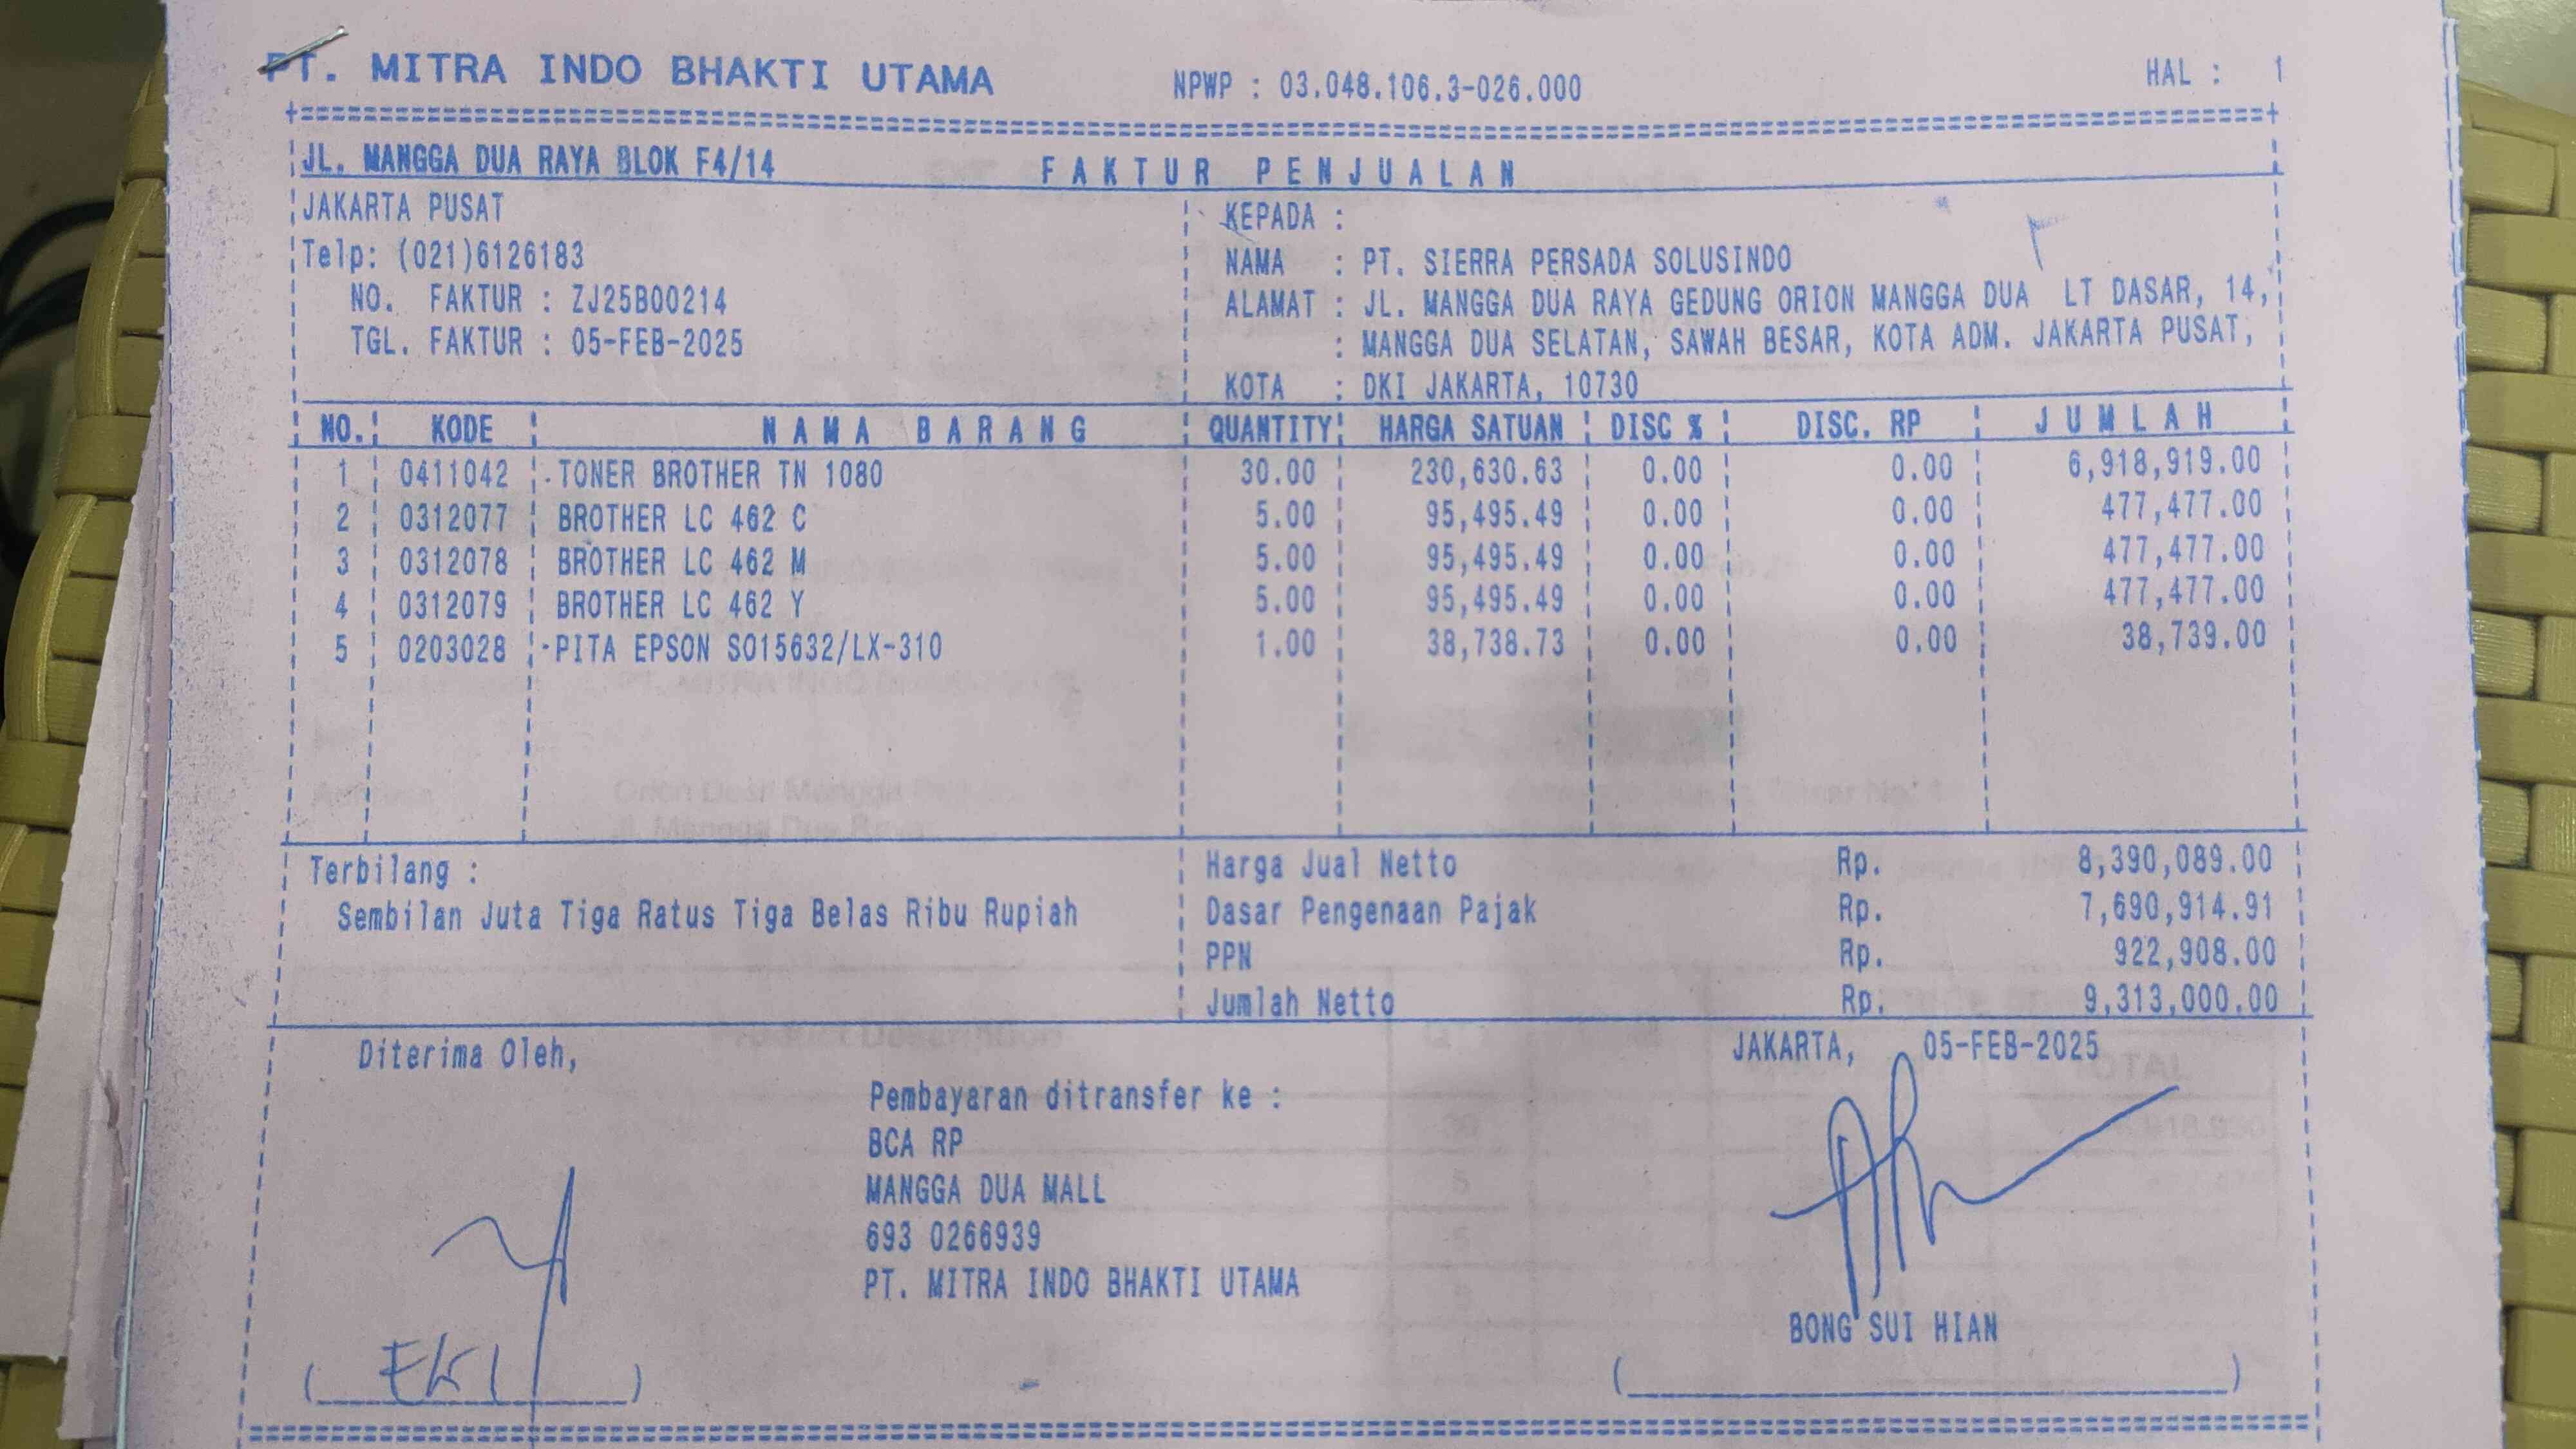 PT. MITRA INDO BHAKTI UTAMA NPWP : 03.048.106.3-026.000 HAL : 1
JL. MANGGA DUA RAYA BLOK F4/14 FAKTUR PENJUALAN
JAKARTA PUSAT
Telp: (021)6126183
NO. FAKTUR : ZJ25B00214
TGL. FAKTUR : 05-FEB-2025
KEPADA :
NAMA : PT. SIERRA PERSADA SOLUSINDO
ALAMAT : JL. MANGGA DUA RAYA GEDUNG ORION MANGGA DUA LT DASAR, 14,
: MANGGA DUA SELATAN, SAWAH BESAR, KOTA ADM. JAKARTA PUSAT,
KOTA : DKI JAKARTA, 10730
NO. KODE NAMA BARANG QUANTITY HARGA SATUAN DISC % DISC. RP JUMLAH
1 0411042 -TONER BROTHER TN 1080 30.00 230,630.63 0.00 0.00 6,918,919.00
2 0312077 BROTHER LC 462 C 5.00 95,495.49 0.00 0.00 477,477.00
3 0312078 BROTHER LC 462 M 5.00 95,495.49 0.00 0.00 477,477.00
4 0312079 BROTHER LC 462 Y 5.00 95,495.49 0.00 0.00 477,477.00
5 0203028 -PITA EPSON SO15632/LX-310 1.00 38,738.73 0.00 0.00 38,739.00
Terbilang :
Sembilan Juta Tiga Ratus Tiga Belas Ribu Rupiah
Harga Jual Netto Rp. 8,390,089.00
Dasar Pengenaan Pajak Rp. 7,690,914.91
PPN Rp. 922,908.00
Jumlah Netto Rp. 9,313,000.00
Diterima Oleh,
EKI
Pembayaran ditransfer ke :
BCA RP
MANGGA DUA MALL
693 0266939
PT. MITRA INDO BHAKTI UTAMA
JAKARTA, 05-FEB-2025
BONG SUI HIAN